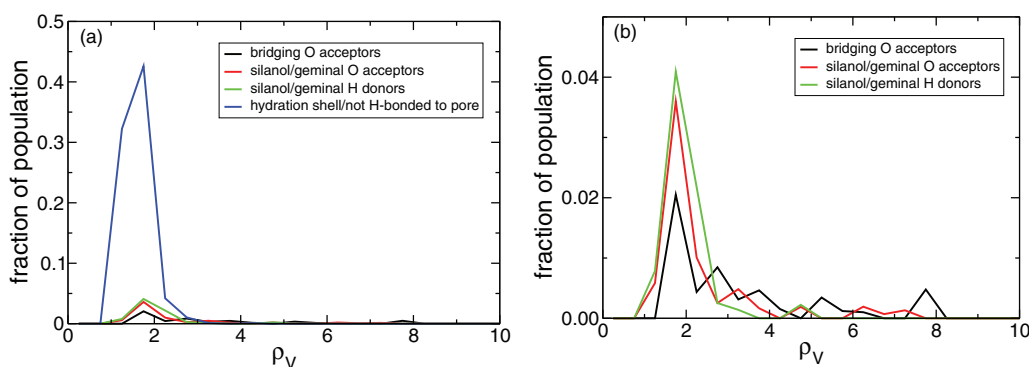 (a)
bridging O acceptors
silanol/geminal O acceptors
silanol/geminal H donors
hydration shell/not H-bonded to pore
fraction of population
0.5
0.4
0.3
0.2
0.1
0
0 2 4 6 8 10
ρV
(b)
bridging O acceptors
silanol/geminal O acceptors
silanol/geminal H donors
fraction of population
0.04
0.02
0.00
0 2 4 6 8 10
ρV